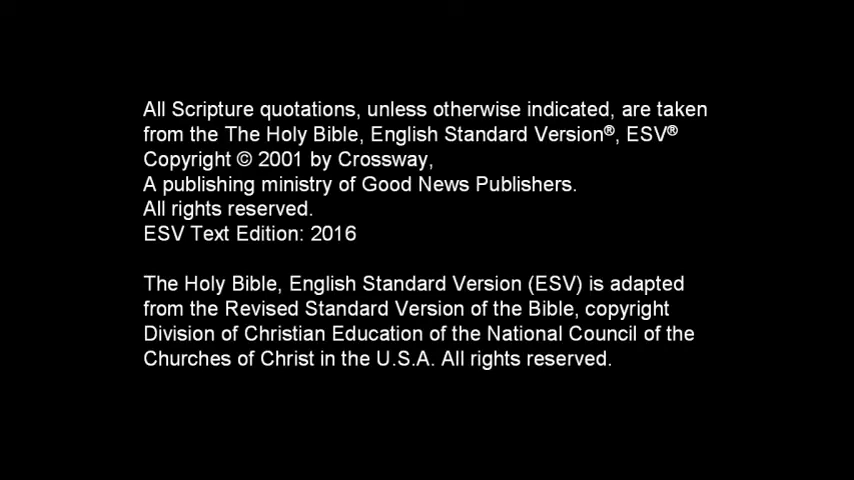 All Scripture quotations, unless otherwise indicated, are taken
from the The Holy Bible, English Standard Version®, ESV®
Copyright © 2001 by Crossway,
A publishing ministry of Good News Publishers.
All rights reserved.
ESV Text Edition: 2016
The Holy Bible, English Standard Version (ESV) is adapted
from the Revised Standard Version of the Bible, copyright
Division of Christian Education of the National Council of the
Churches of Christ in the U.S.A. All rights reserved.